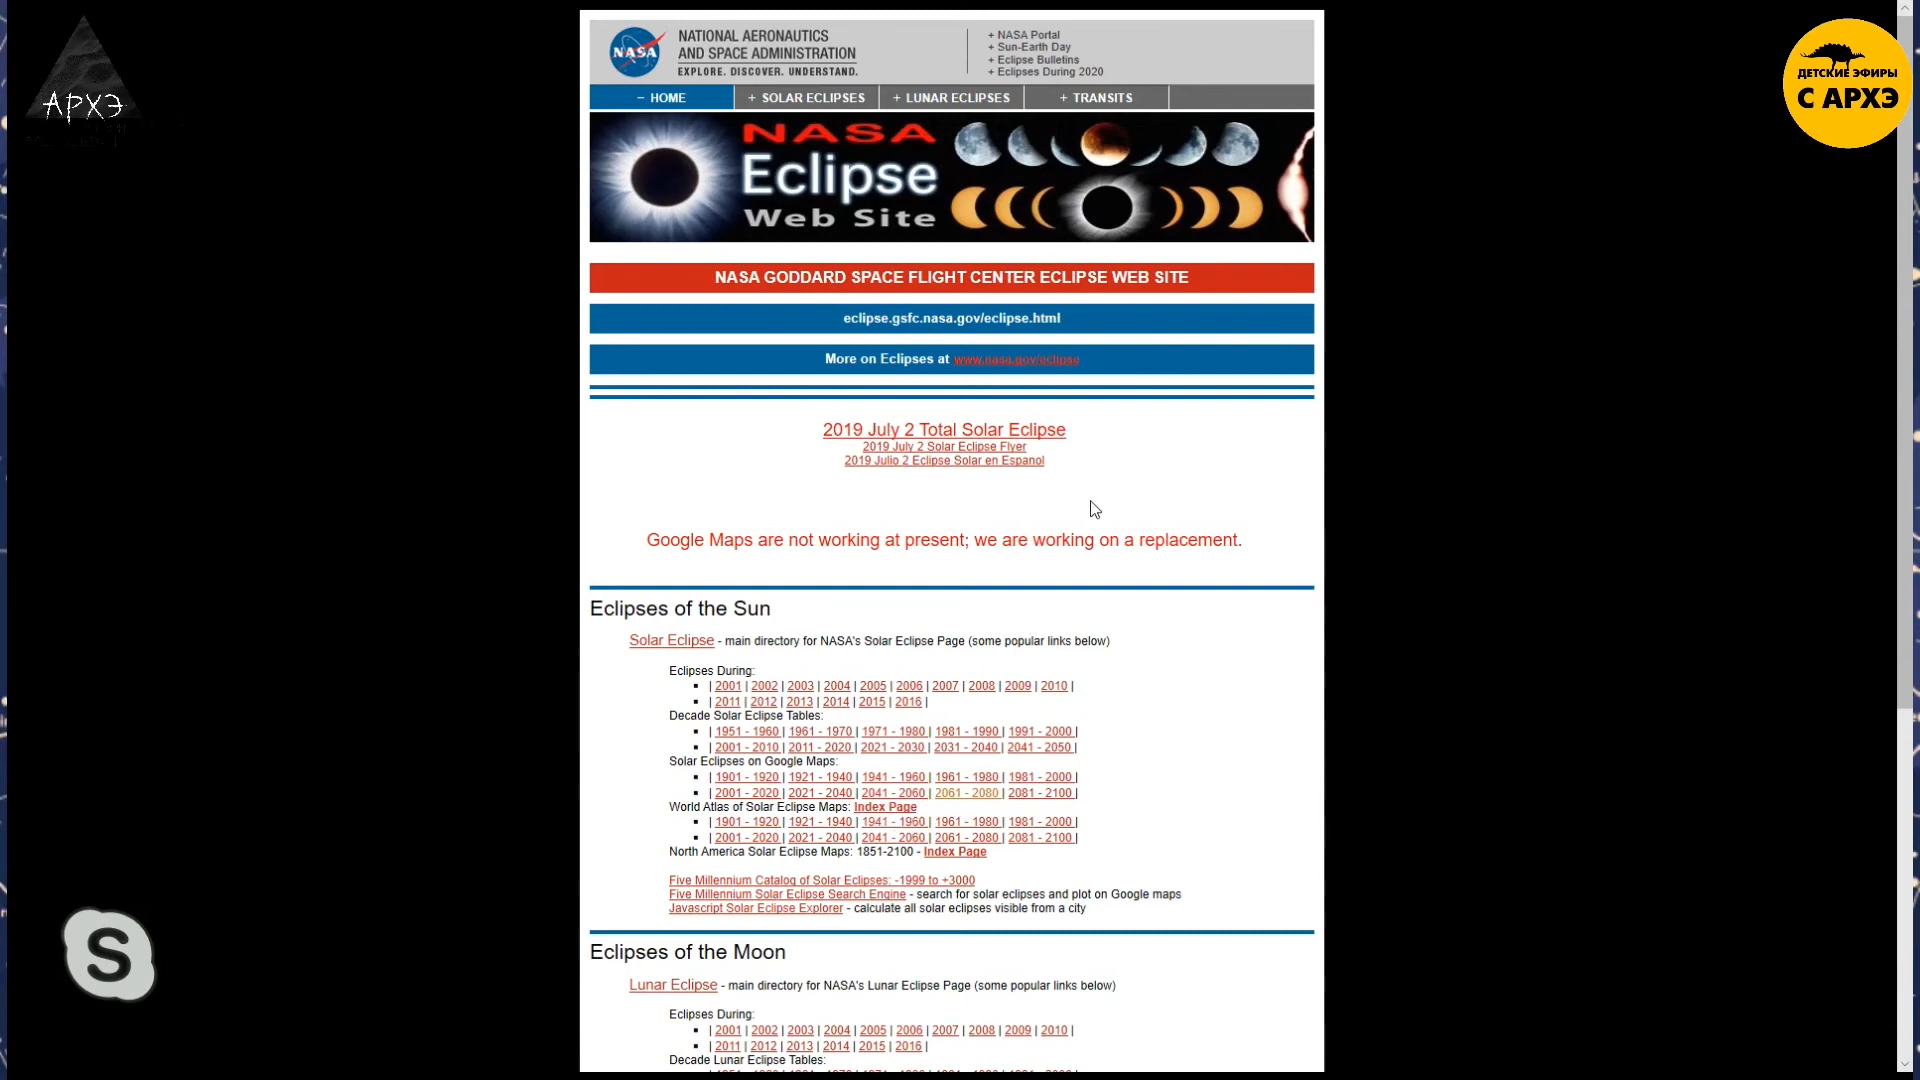 АРХЭ
ДЕТСКИЕ ЭФИРЫ
С АРХЭ
NASA
NATIONAL AERONAUTICS
AND SPACE ADMINISTRATION
EXPLORE. DISCOVER. UNDERSTAND.
+ NASA Portal
+ Sun-Earth Day
+ Eclipse Bulletins
+ Eclipses During 2020
− HOME + SOLAR ECLIPSES + LUNAR ECLIPSES + TRANSITS
NASA
Eclipse
Web Site
NASA GODDARD SPACE FLIGHT CENTER ECLIPSE WEB SITE
eclipse.gsfc.nasa.gov/eclipse.html
More on Eclipses at www.nasa.gov/eclipse
2019 July 2 Total Solar Eclipse
2019 July 2 Solar Eclipse Flyer
2019 Julio 2 Eclipse Solar en Espanol
Google Maps are not working at present; we are working on a replacement.
Eclipses of the Sun
Solar Eclipse - main directory for NASA's Solar Eclipse Page (some popular links below)
Eclipses During:
▪ | 2001 | 2002 | 2003 | 2004 | 2005 | 2006 | 2007 | 2008 | 2009 | 2010 |
▪ | 2011 | 2012 | 2013 | 2014 | 2015 | 2016 |
Decade Solar Eclipse Tables:
▪ | 1951 - 1960 | 1961 - 1970 | 1971 - 1980 | 1981 - 1990 | 1991 - 2000 |
▪ | 2001 - 2010 | 2011 - 2020 | 2021 - 2030 | 2031 - 2040 | 2041 - 2050 |
Solar Eclipses on Google Maps:
▪ | 1901 - 1920 | 1921 - 1940 | 1941 - 1960 | 1961 - 1980 | 1981 - 2000 |
▪ | 2001 - 2020 | 2021 - 2040 | 2041 - 2060 | 2061 - 2080 | 2081 - 2100 |
World Atlas of Solar Eclipse Maps: Index Page
▪ | 1901 - 1920 | 1921 - 1940 | 1941 - 1960 | 1961 - 1980 | 1981 - 2000 |
▪ | 2001 - 2020 | 2021 - 2040 | 2041 - 2060 | 2061 - 2080 | 2081 - 2100 |
North America Solar Eclipse Maps: 1851-2100 - Index Page
Five Millennium Catalog of Solar Eclipses: -1999 to +3000
Five Millennium Solar Eclipse Search Engine - search for solar eclipses and plot on Google maps
Javascript Solar Eclipse Explorer - calculate all solar eclipses visible from a city
Eclipses of the Moon
Lunar Eclipse - main directory for NASA's Lunar Eclipse Page (some popular links below)
Eclipses During:
▪ | 2001 | 2002 | 2003 | 2004 | 2005 | 2006 | 2007 | 2008 | 2009 | 2010 |
▪ | 2011 | 2012 | 2013 | 2014 | 2015 | 2016 |
Decade Lunar Eclipse Tables:
S